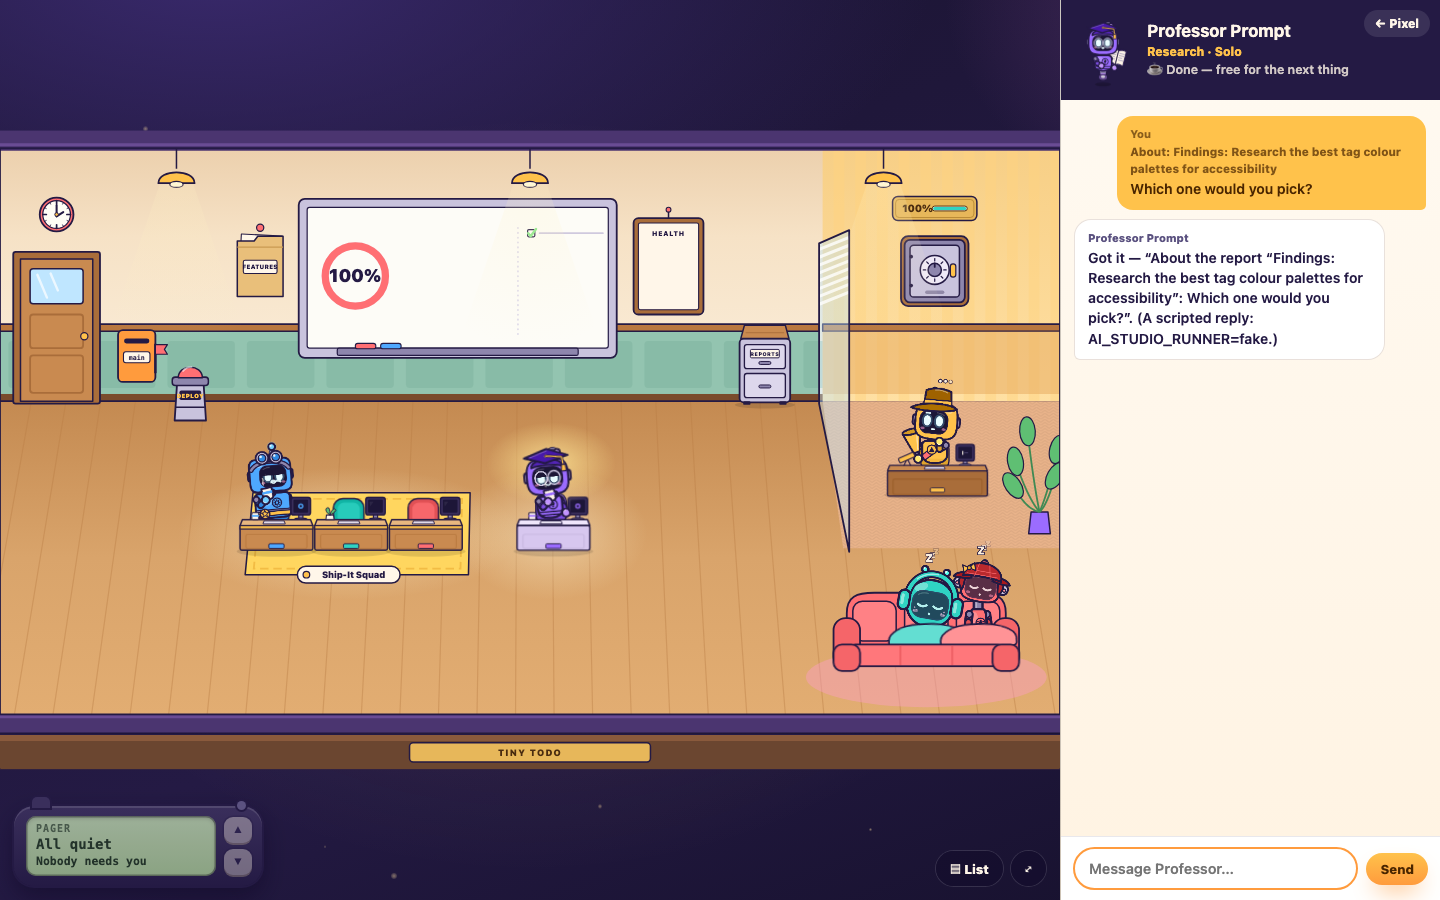 Professor Prompt
← Pixel
Research · Solo
Done — free for the next thing
You
About: Findings: Research the best tag colour
palettes for accessibility
Which one would you pick?
Professor Prompt
Got it — “About the report “Findings:
Research the best tag colour palettes for
accessibility”: Which one would you
pick?”. (A scripted reply:
AI_STUDIO_RUNNER=fake.)
Message Professor...
Send
FEATURES
100%
HEALTH
100%
main
DEPLOY
REPORTS
Ship-It Squad
z
z
TINY TODO
PAGER
All quiet
Nobody needs you
▲
▼
List